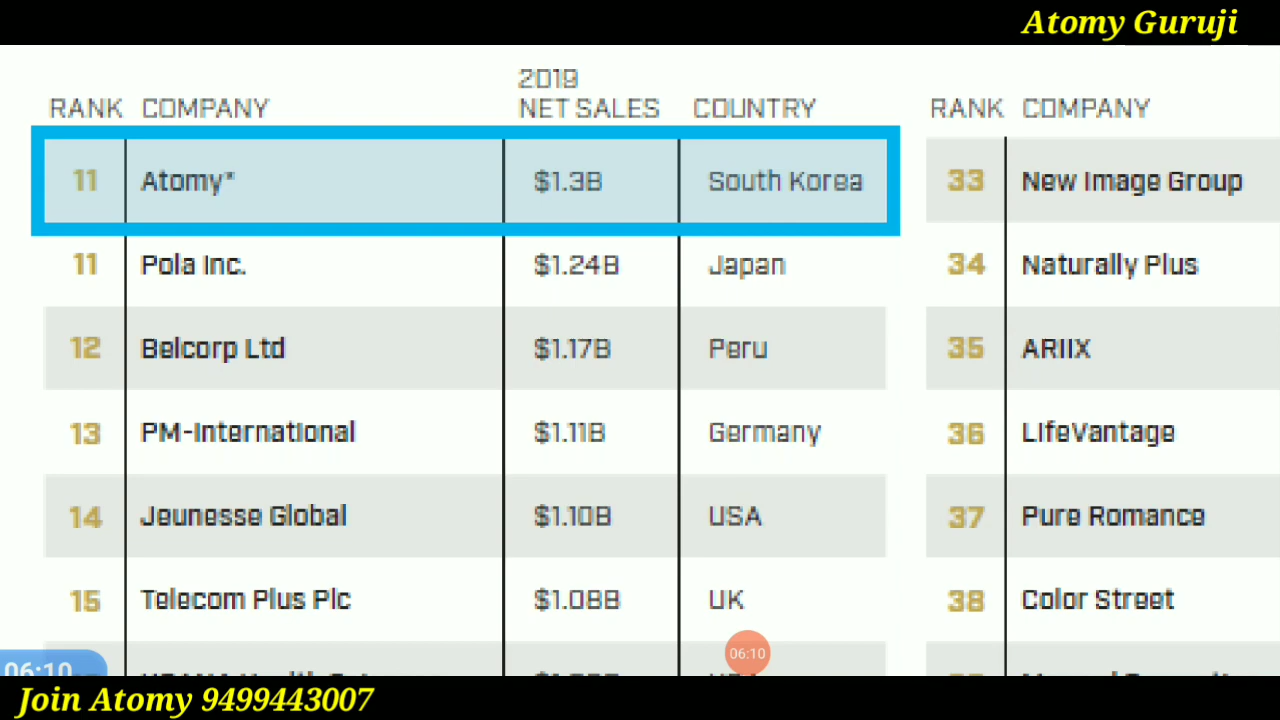 Atomy Guruji
RANK COMPANY 2019 NET SALES COUNTRY RANK COMPANY
11 Atomy* $1.3B South Korea 33 New Image Group
11 Pola Inc. $1.24B Japan 34 Naturally Plus
12 Belcorp Ltd $1.17B Peru 35 ARIIX
13 PM-International $1.11B Germany 36 LifeVantage
14 Jeunesse Global $1.10B USA 37 Pure Romance
15 Telecom Plus Plc $1.08B UK 38 Color Street
06:10 06:10
Join Atomy 9499443007